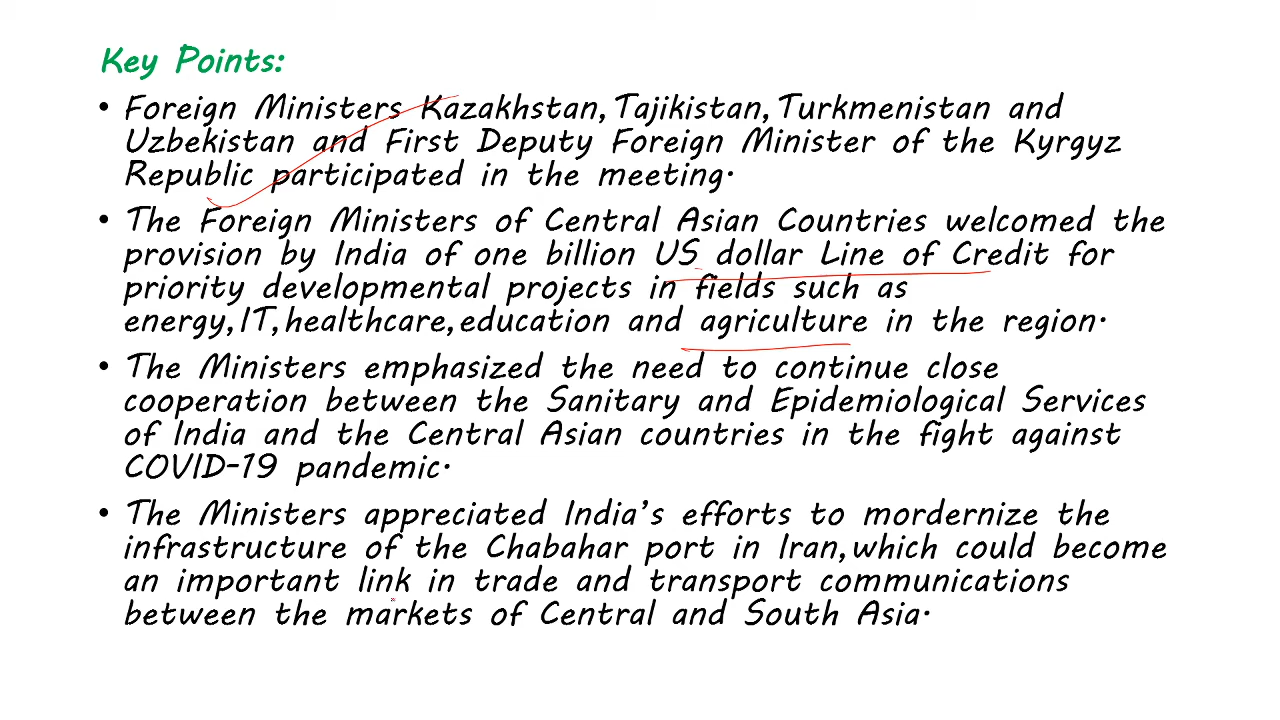 Key Points:
• Foreign Ministers Kazakhstan, Tajikistan, Turkmenistan and
Uzbekistan and First Deputy Foreign Minister of the Kyrgyz
Republic participated in the meeting.
• The Foreign Ministers of Central Asian Countries welcomed the
provision by India of one billion US dollar Line of Credit for
priority developmental projects in fields such as
energy, IT, healthcare, education and agriculture in the region.
• The Ministers emphasized the need to continue close
cooperation between the Sanitary and Epidemiological Services
of India and the Central Asian countries in the fight against
COVID-19 pandemic.
• The Ministers appreciated India's efforts to mordernize the
infrastructure of the Chabahar port in Iran, which could become
an important link in trade and transport communications
between the markets of Central and South Asia.